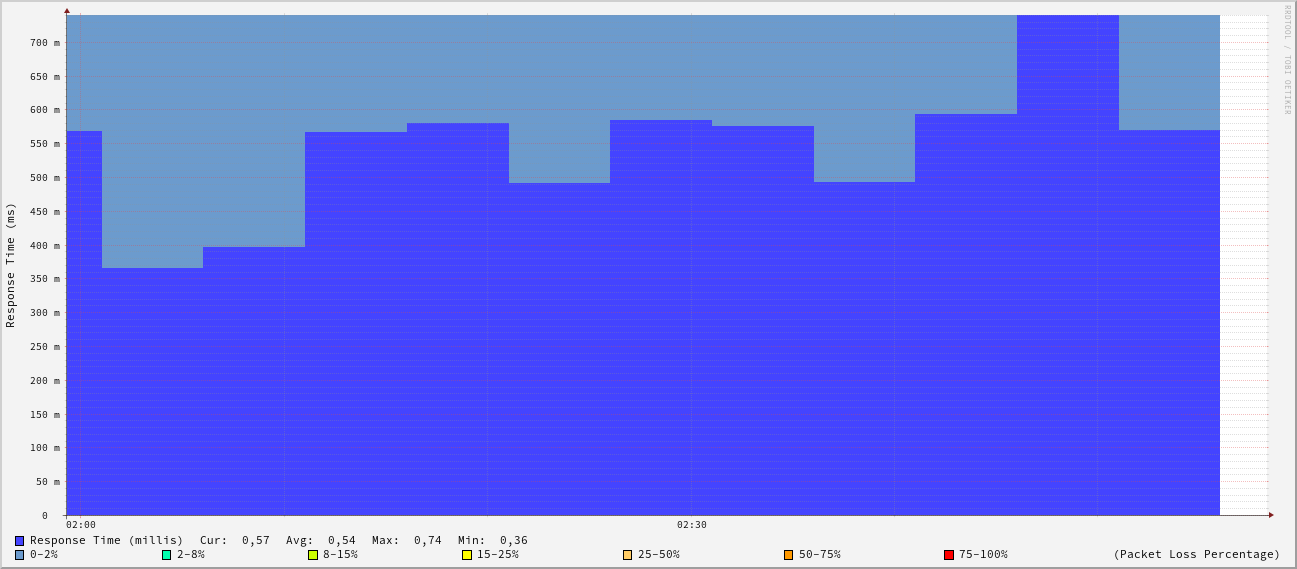 RRDTOOL / TOBI OETIKER
Response Time (ms)
700 m
650 m
600 m
550 m
500 m
450 m
400 m
350 m
300 m
250 m
200 m
150 m
100 m
50 m
0
02:00 02:30
Response Time (millis) Cur: 0,57 Avg: 0,54 Max: 0,74 Min: 0,36
0-2% 2-8% 8-15% 15-25% 25-50% 50-75% 75-100% (Packet Loss Percentage)